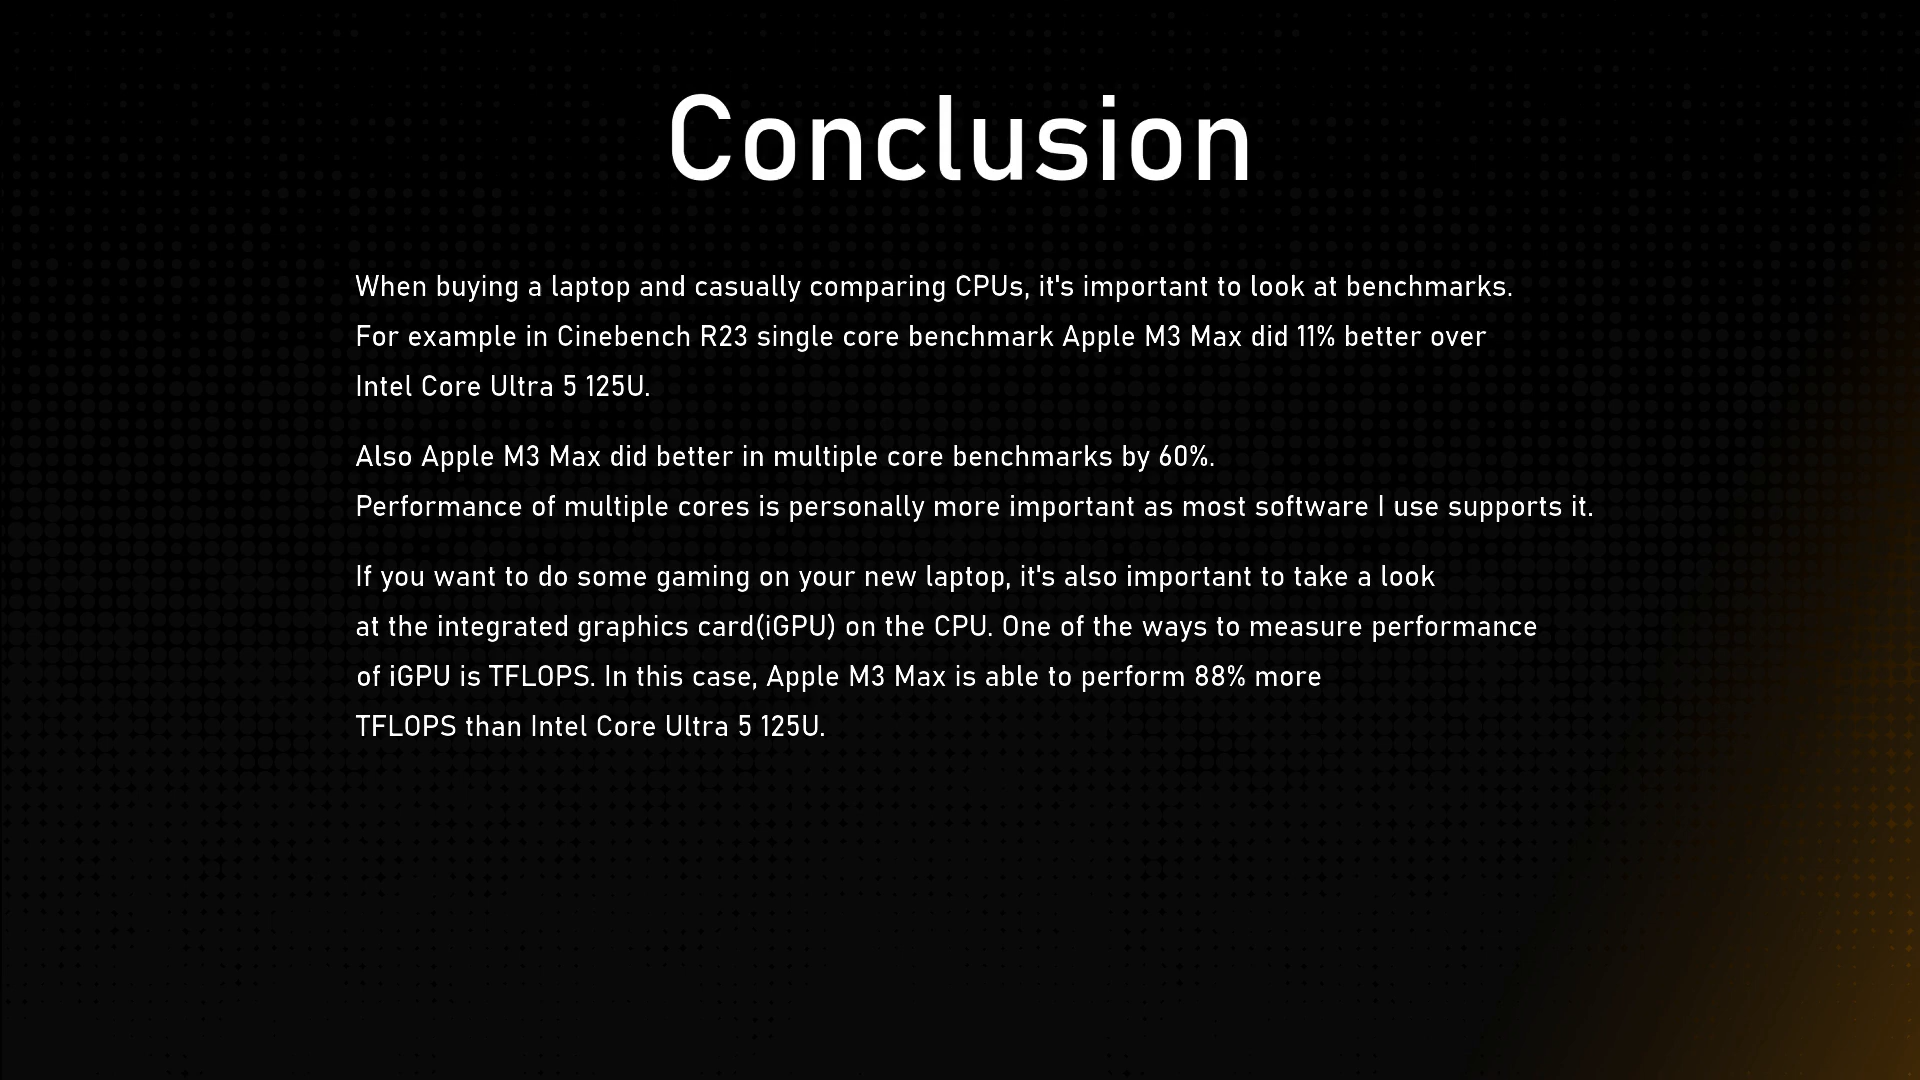 Conclusion
When buying a laptop and casually comparing CPUs, it's important to look at benchmarks.
For example in Cinebench R23 single core benchmark Apple M3 Max did 11% better over
Intel Core Ultra 5 125U.
Also Apple M3 Max did better in multiple core benchmarks by 60%.
Performance of multiple cores is personally more important as most software I use supports it.
If you want to do some gaming on your new laptop, it's also important to take a look
at the integrated graphics card(iGPU) on the CPU. One of the ways to measure performance
of iGPU is TFLOPS. In this case, Apple M3 Max is able to perform 88% more
TFLOPS than Intel Core Ultra 5 125U.